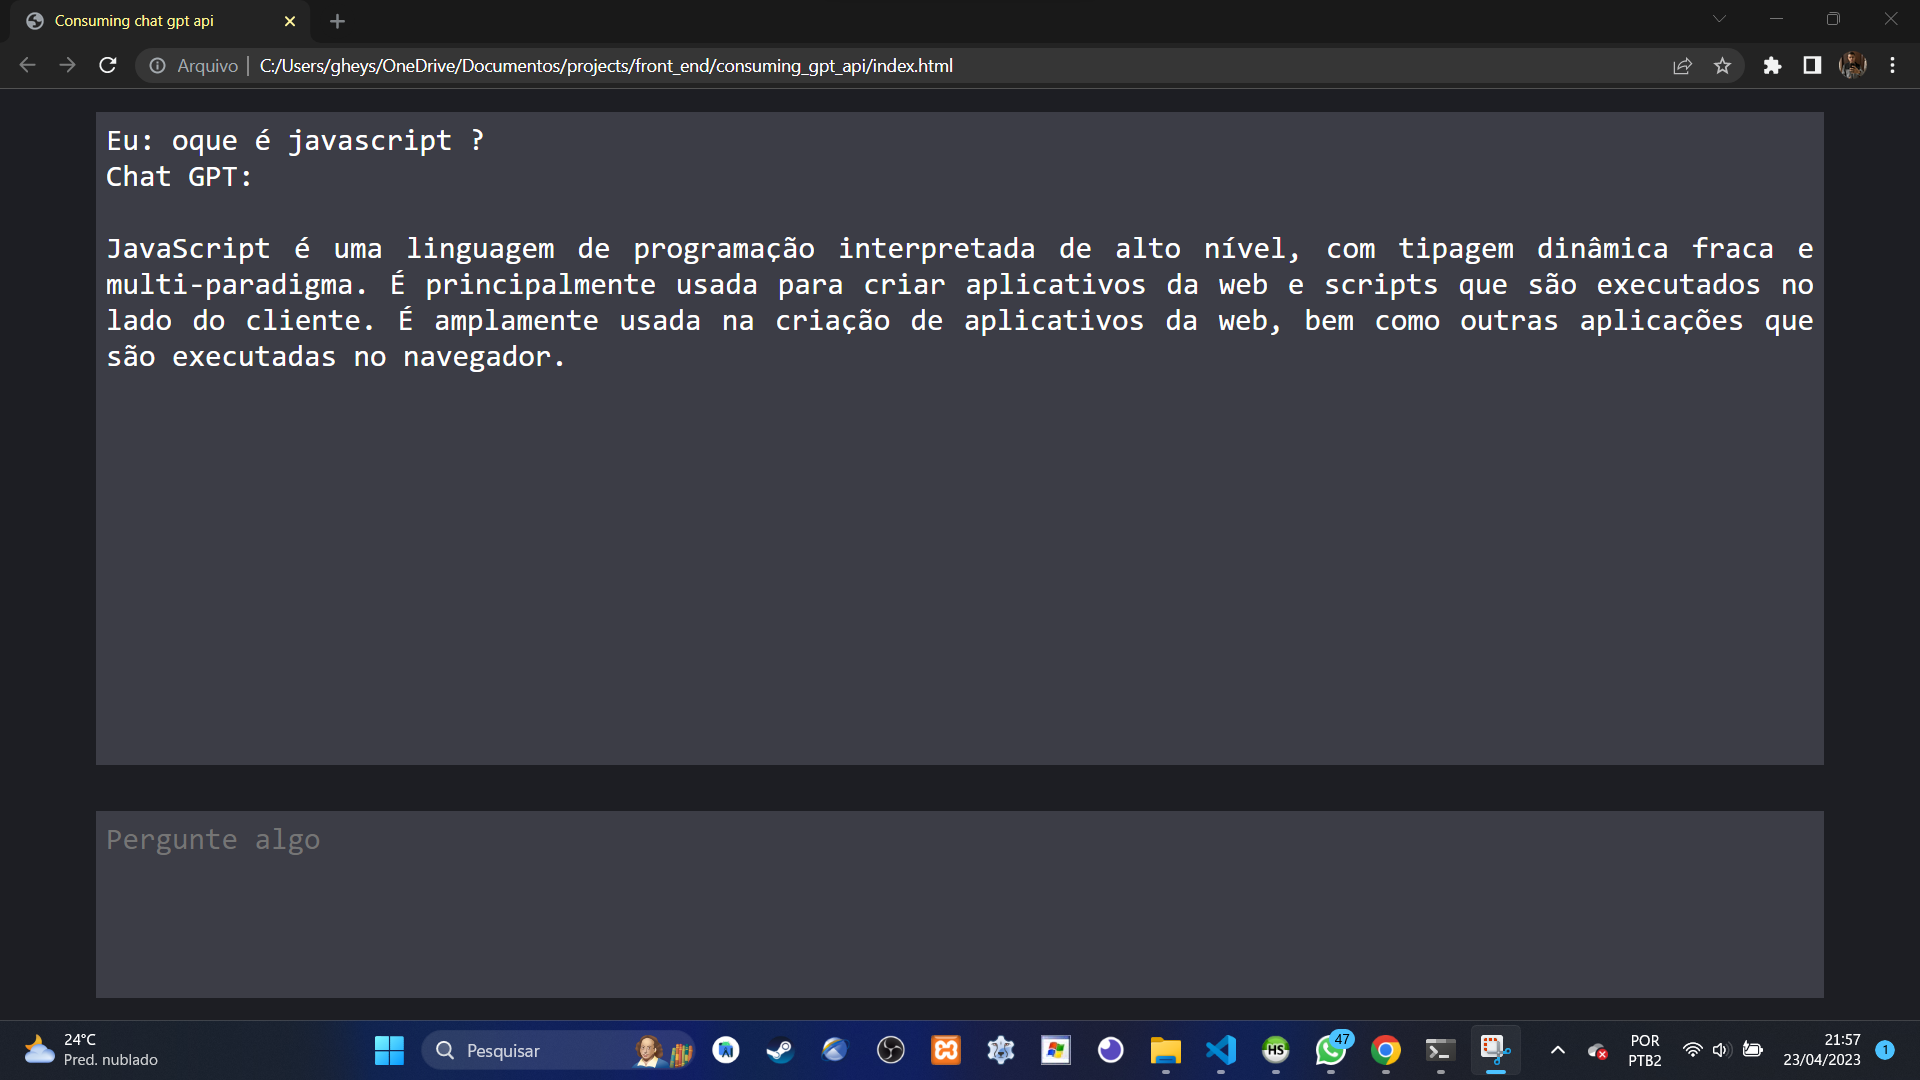 Consuming chat gpt api
Arquivo
C:/Users/gheys/OneDrive/Documentos/projects/front_end/consuming_gpt_api/index.html
Eu: oque é javascript ?
Chat GPT:
JavaScript é uma linguagem de programação interpretada de alto nível, com tipagem dinâmica fraca e
multi-paradigma. É principalmente usada para criar aplicativos da web e scripts que são executados no
lado do cliente. É amplamente usada na criação de aplicativos da web, bem como outras aplicações que
são executadas no navegador.
Pergunte algo
24°C
Pred. nublado
Pesquisar
HS
47
POR
PTB2
21:57
23/04/2023
1